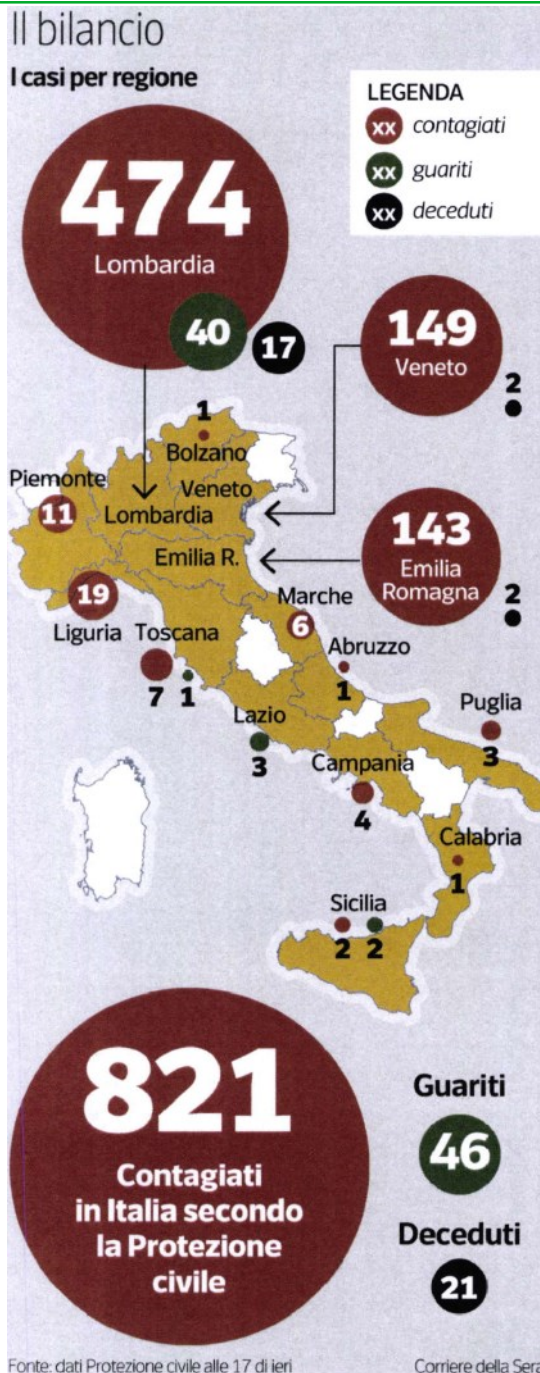 Il bilancio
I casi per regione
LEGENDA
xx contagiati
xx guariti
xx deceduti
474
Lombardia
40
17
149
Veneto
2
1
Bolzano
Piemonte
11
Veneto
Lombardia
Emilia R.
143
Emilia
Romagna
2
19
Liguria
Toscana
7
1
Marche
6
Abruzzo
1
Lazio
3
Campania
4
Puglia
3
Calabria
1
Sicilia
2
2
821
Contagiati
in Italia secondo
la Protezione
civile
Guariti
46
Deceduti
21
Fonte: dati Protezione civile alle 17 di ieri
Corriere della Sera